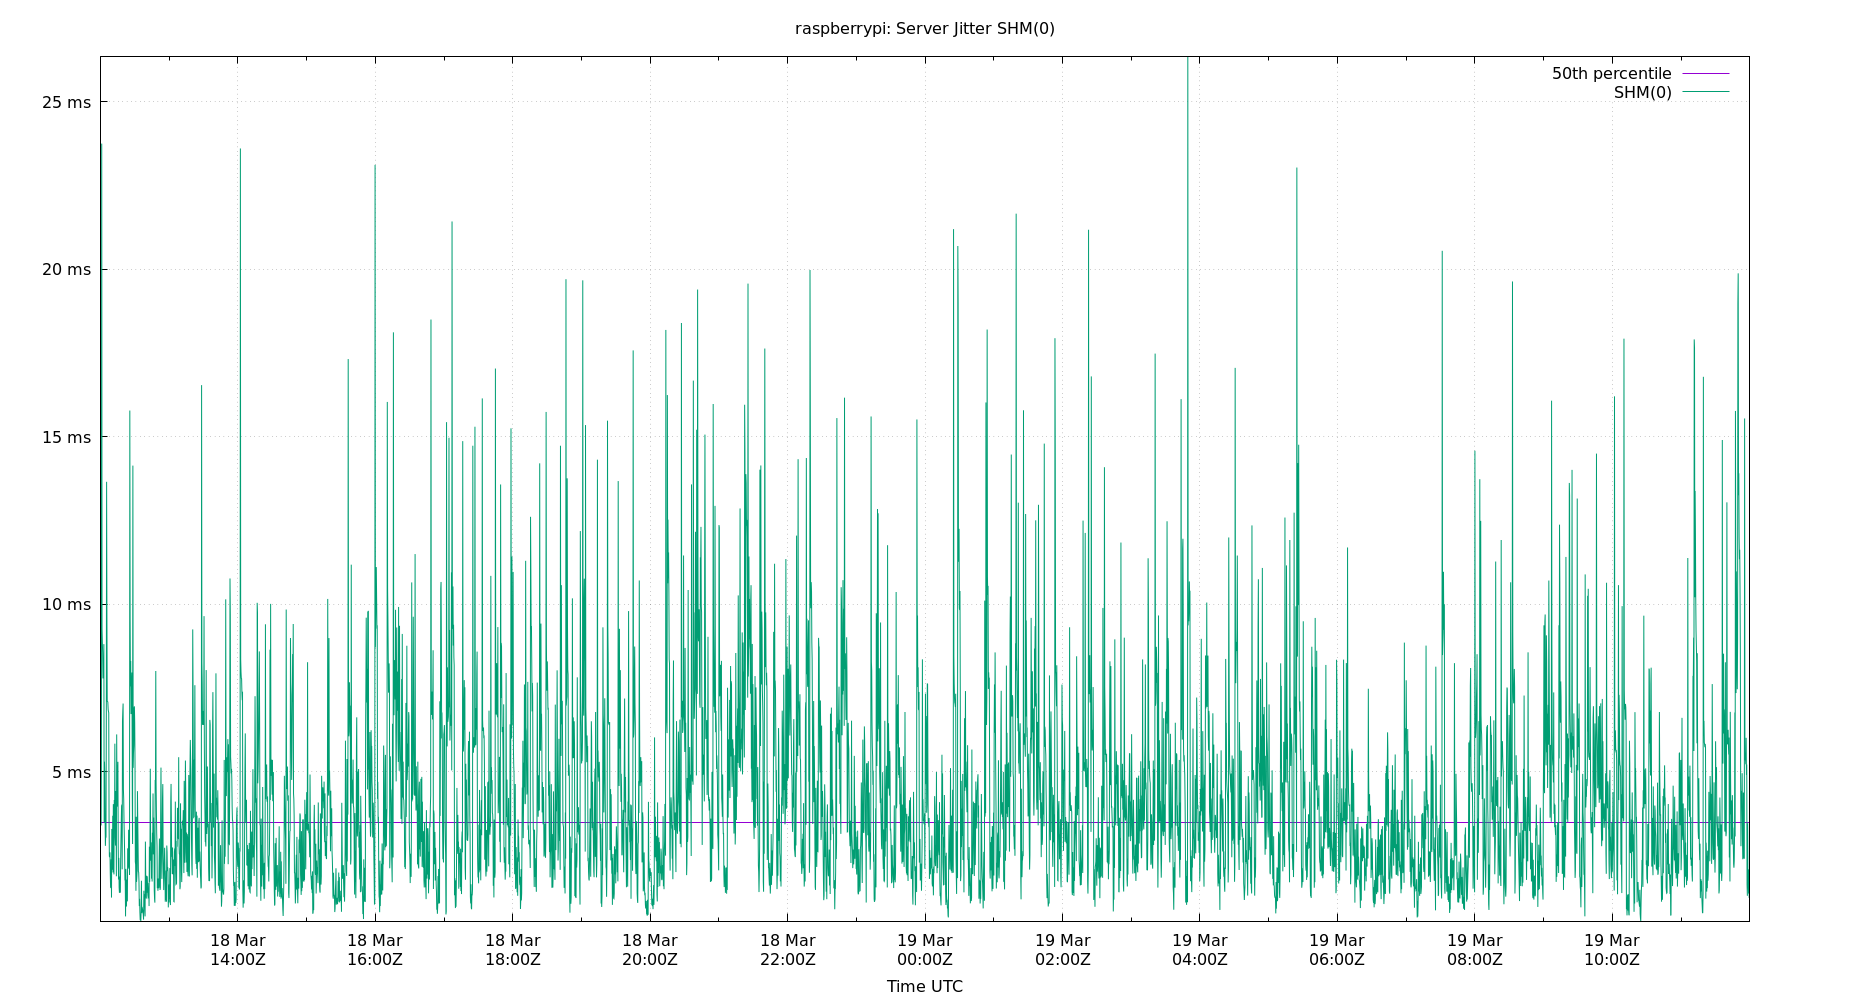 raspberrypi: Server Jitter SHM(0)
50th percentile
SHM(0)
25 ms
20 ms
15 ms
10 ms
5 ms
18 Mar 18 Mar 18 Mar 18 Mar 18 Mar 19 Mar 19 Mar 19 Mar 19 Mar 19 Mar 19 Mar
14:00Z 16:00Z 18:00Z 20:00Z 22:00Z 00:00Z 02:00Z 04:00Z 06:00Z 08:00Z 10:00Z
Time UTC